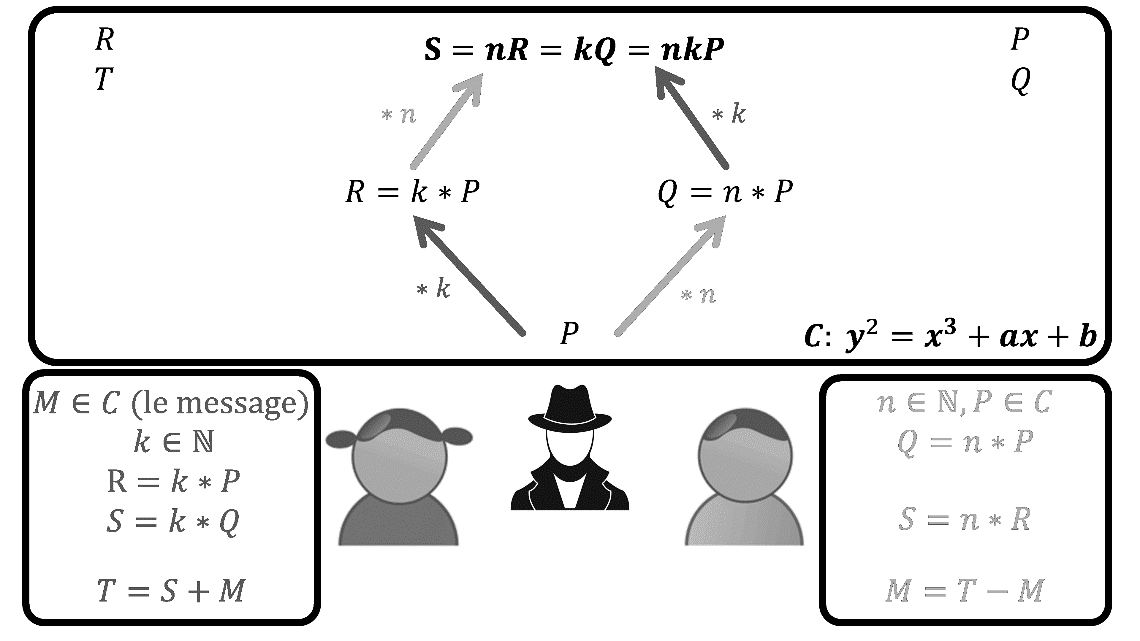 R
T
S = nR = kQ = nkP
P
Q
* n
* k
R = k * P
Q = n * P
* k
* n
P
C: y² = x³ + ax + b
M ∈ C (le message)
k ∈ ℕ
R = k * P
S = k * Q
T = S + M
n ∈ ℕ, P ∈ C
Q = n * P
S = n * R
M = T − M